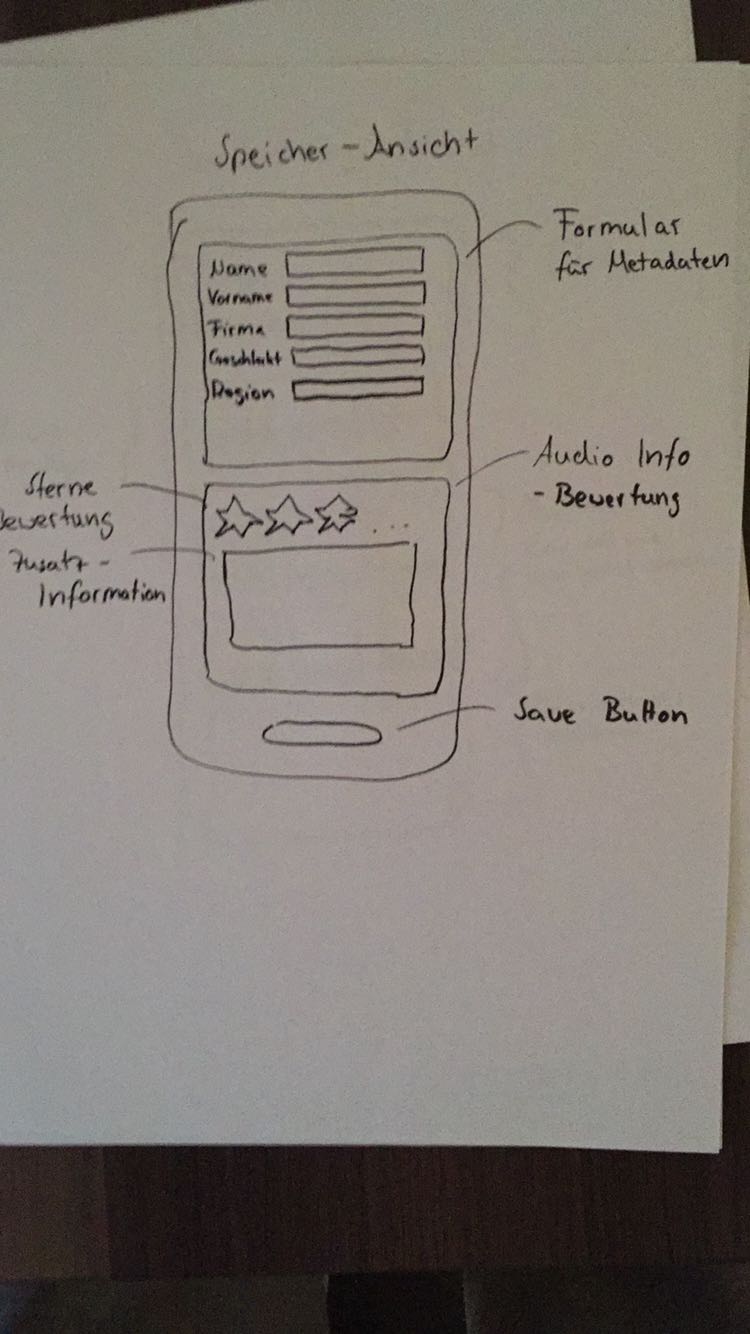 Speicher - Ansicht
Formular
für Metadaten
Name
Vorname
Firma
Geschlecht
Region
Audio Info
- Bewertung
Sterne
Bewertung
Zusatz -
Information
Save Button